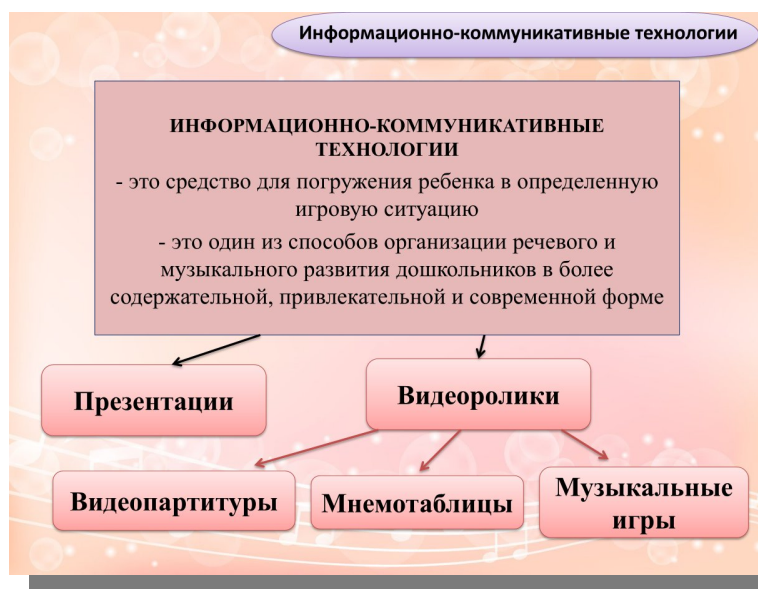 Информационно-коммуникативные технологии
ИНФОРМАЦИОННО-КОММУНИКАТИВНЫЕ
ТЕХНОЛОГИИ
- это средство для погружения ребенка в определенную
игровую ситуацию
- это один из способов организации речевого и
музыкального развития дошкольников в более
содержательной, привлекательной и современной форме
Презентации
Видеоролики
Видеопартитуры
Мнемотаблицы
Музыкальные
игры